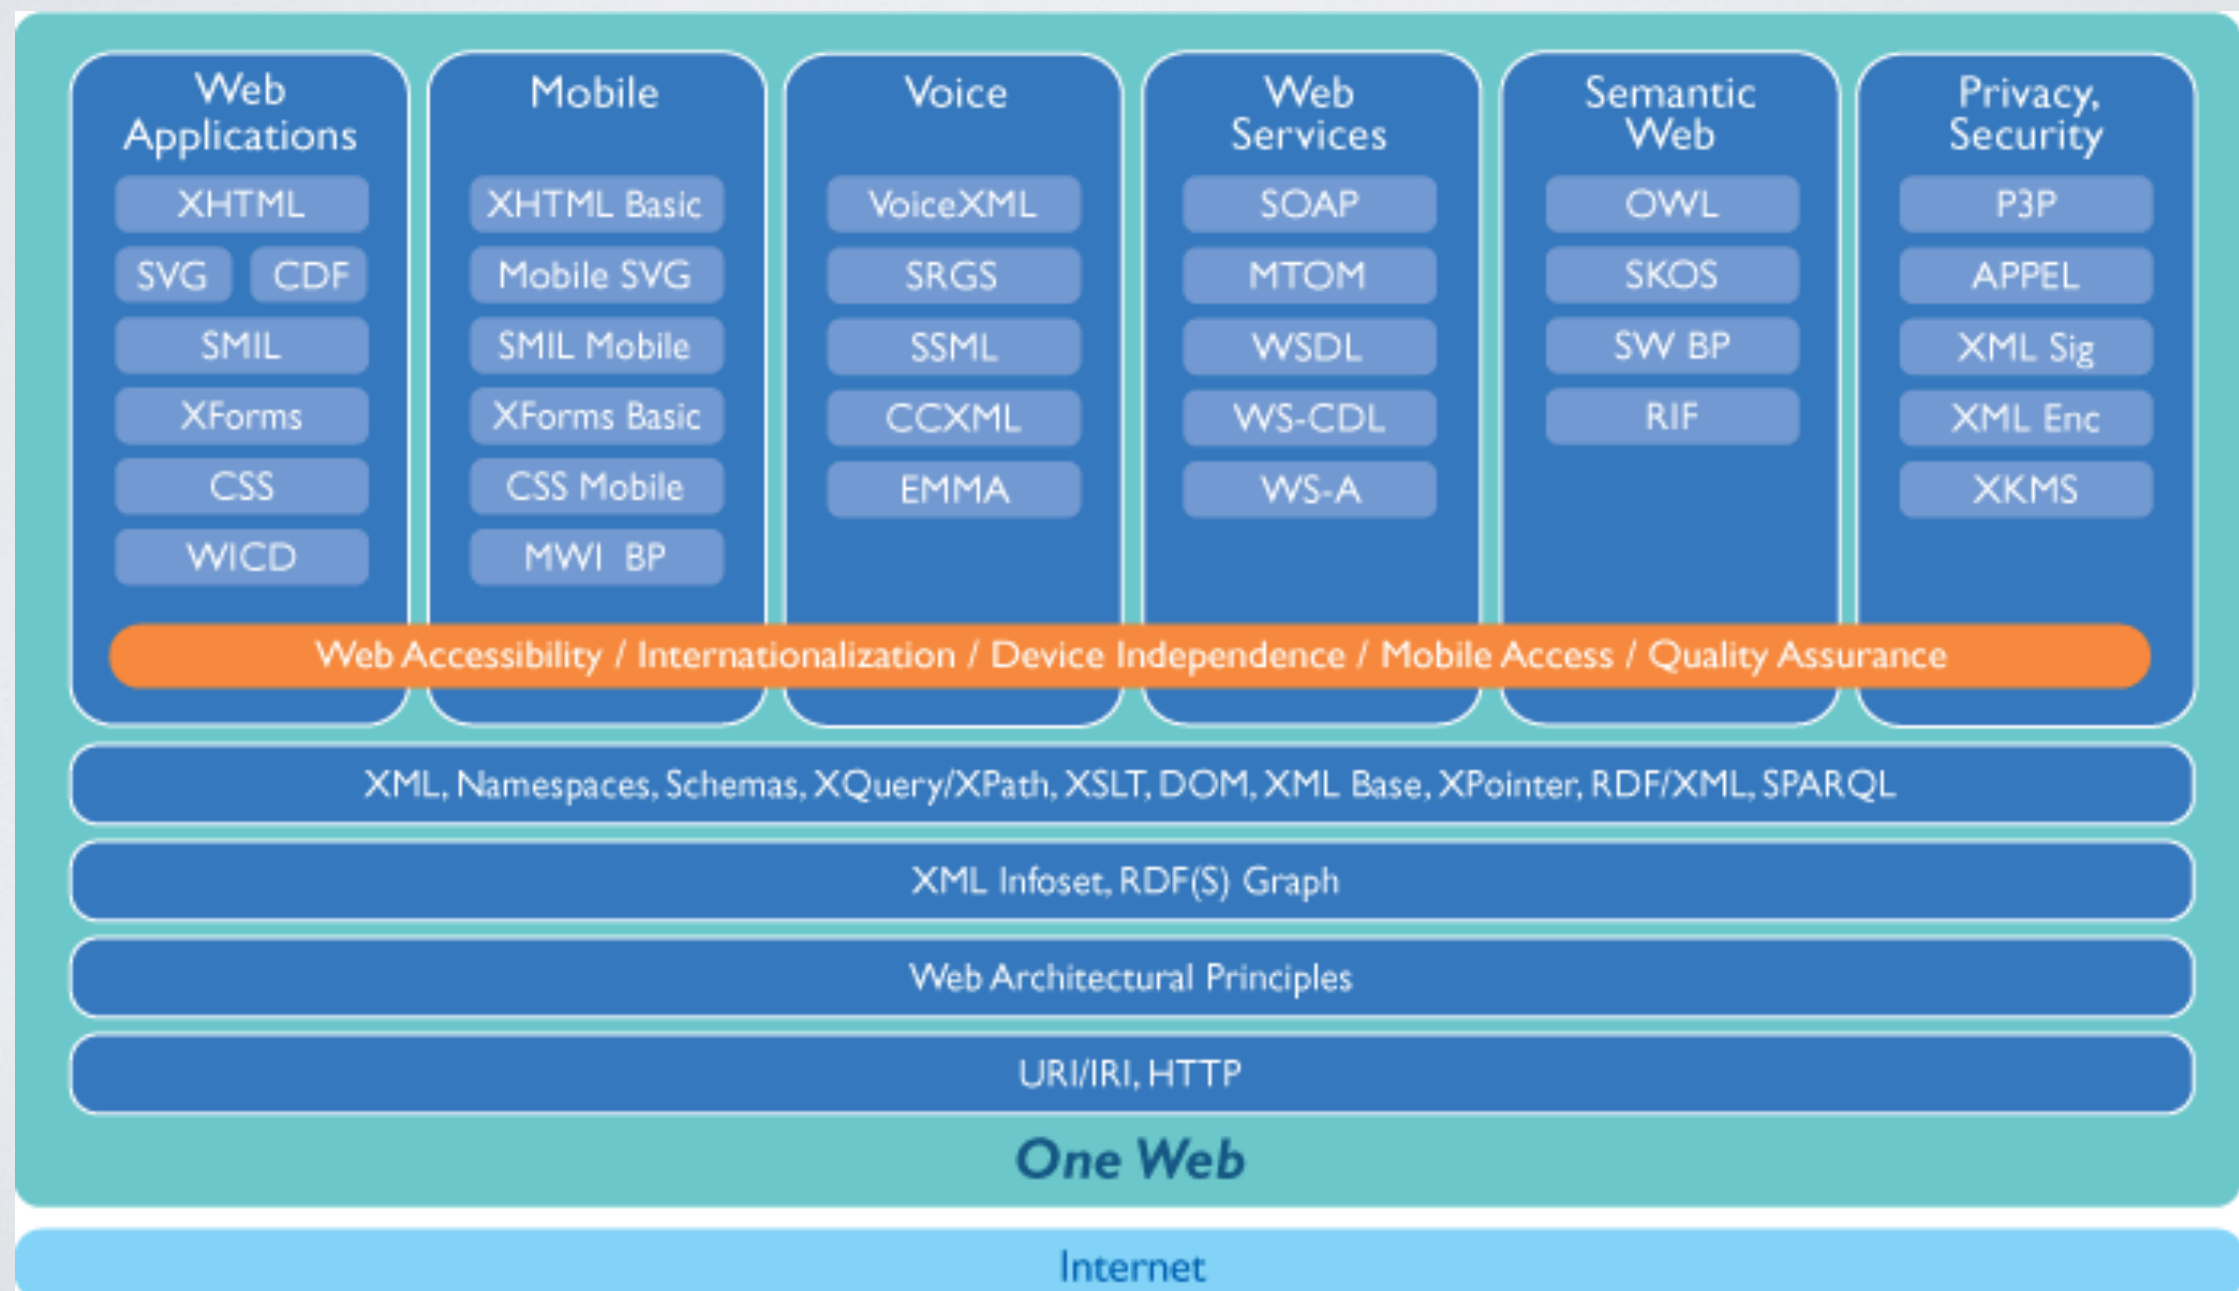 Web
Applications
XHTML
SVG CDF
SMIL
XForms
CSS
WICD
Mobile
XHTML Basic
Mobile SVG
SMIL Mobile
XForms Basic
CSS Mobile
MWI BP
Voice
VoiceXML
SRGS
SSML
CCXML
EMMA
Web
Services
SOAP
MTOM
WSDL
WS-CDL
WS-A
Semantic
Web
OWL
SKOS
SW BP
RIF
Privacy,
Security
P3P
APPEL
XML Sig
XML Enc
XKMS
Web Accessibility / Internationalization / Device Independence / Mobile Access / Quality Assurance
XML, Namespaces, Schemas, XQuery/XPath, XSLT, DOM, XML Base, XPointer, RDF/XML, SPARQL
XML Infoset, RDF(S) Graph
Web Architectural Principles
URI/IRI, HTTP
One Web
Internet